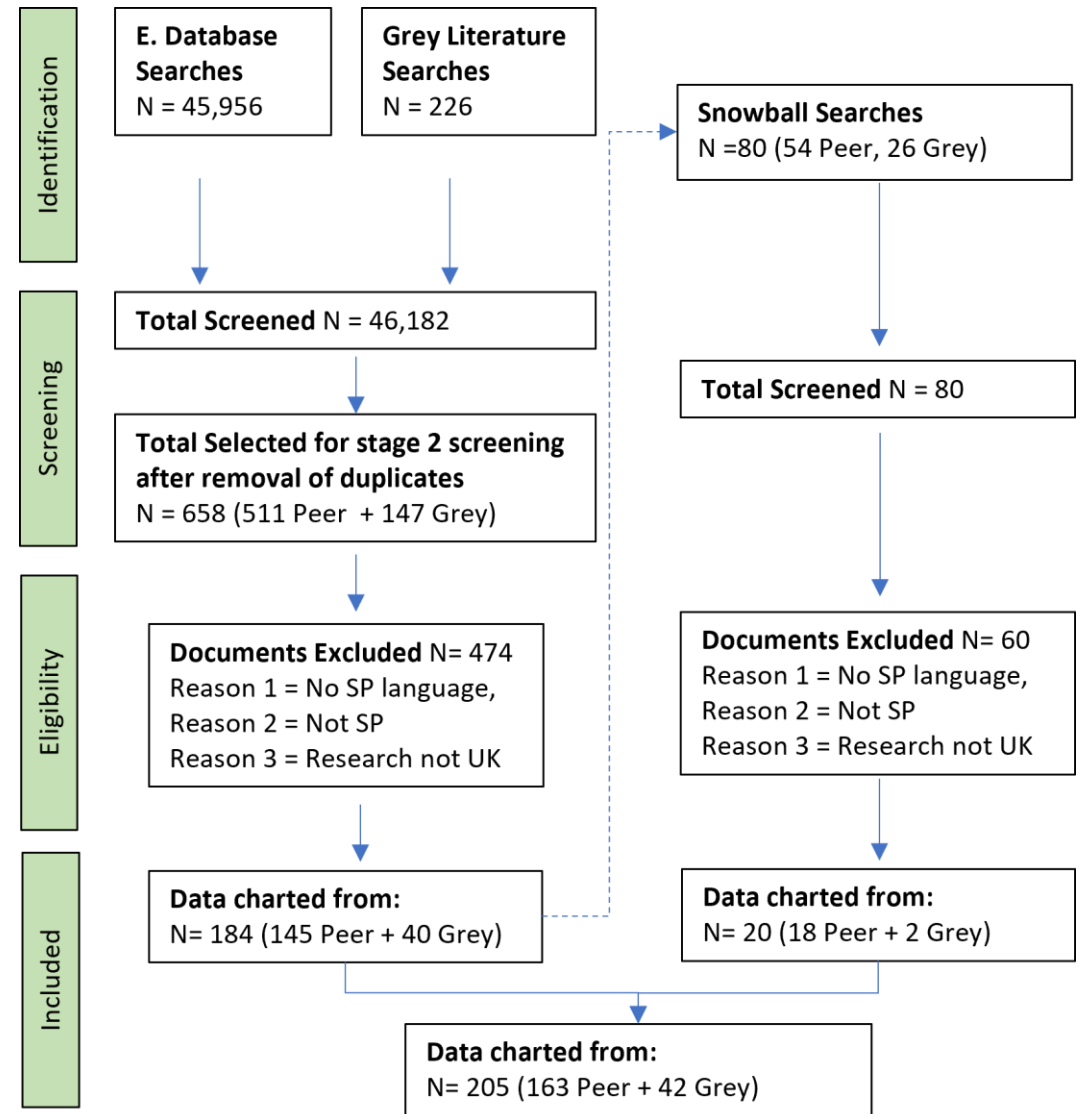 Identification
E. Database
Searches
N = 45,956
Grey Literature
Searches
N = 226
Snowball Searches
N =80 (54 Peer, 26 Grey)
Screening
Total Screened N = 46,182
Total Screened N = 80
Total Selected for stage 2 screening
after removal of duplicates
N = 658 (511 Peer + 147 Grey)
Eligibility
Documents Excluded N= 474
Reason 1 = No SP language,
Reason 2 = Not SP
Reason 3 = Research not UK
Documents Excluded N= 60
Reason 1 = No SP language,
Reason 2 = Not SP
Reason 3 = Research not UK
Included
Data charted from:
N= 184 (145 Peer + 40 Grey)
Data charted from:
N= 20 (18 Peer + 2 Grey)
Data charted from:
N= 205 (163 Peer + 42 Grey)